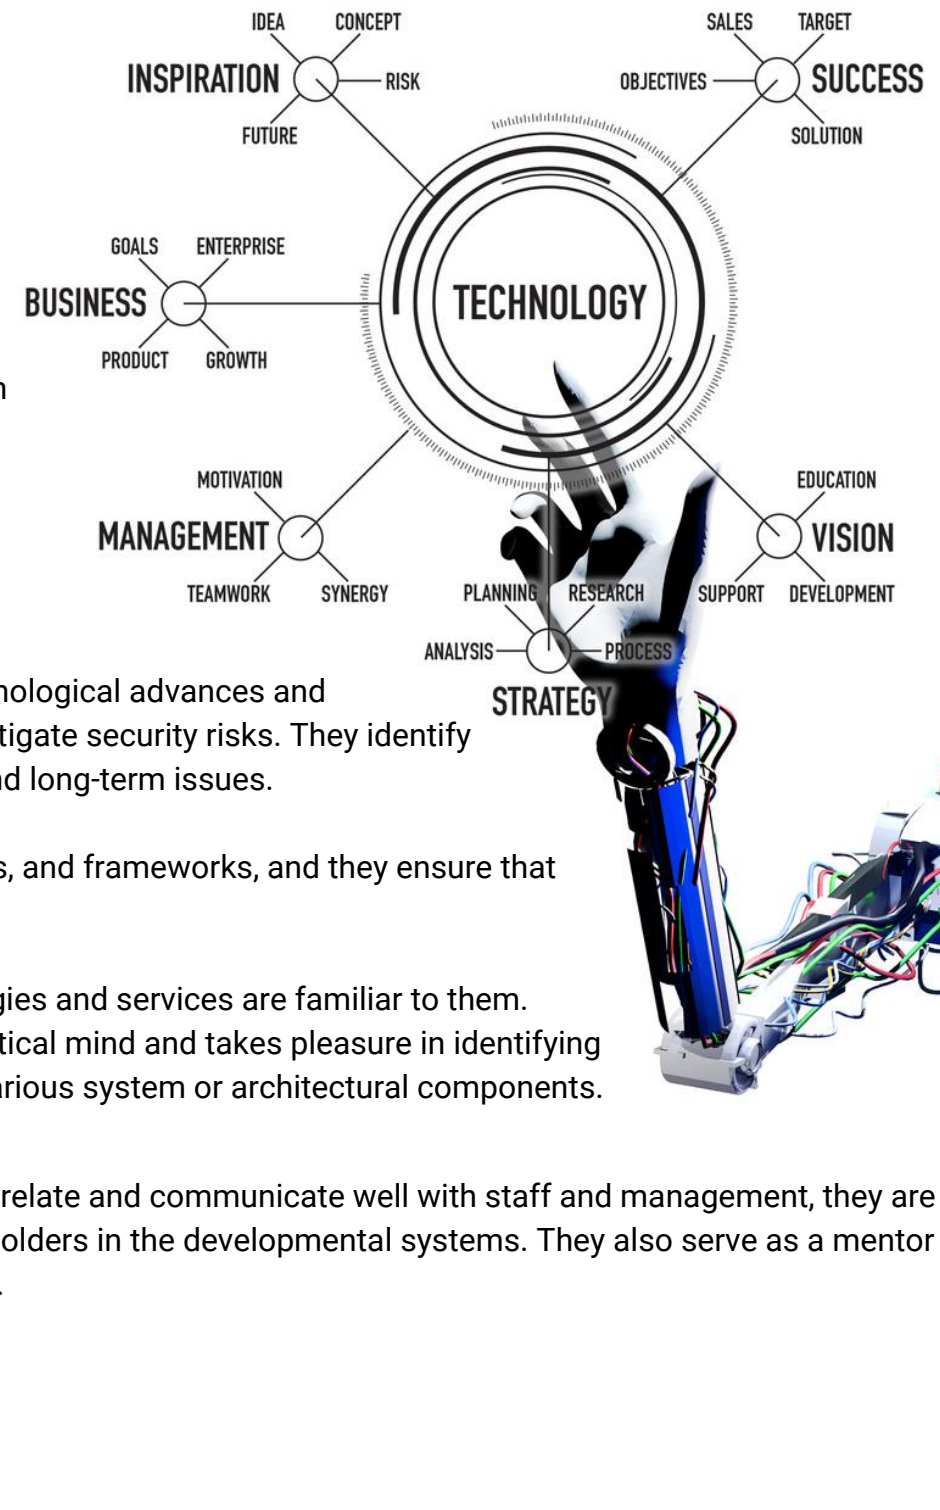 IDEA CONCEPT
INSPIRATION RISK
FUTURE
SALES TARGET
OBJECTIVES SUCCESS
SOLUTION
GOALS ENTERPRISE
BUSINESS
PRODUCT GROWTH
TECHNOLOGY
MOTIVATION
MANAGEMENT
TEAMWORK SYNERGY
EDUCATION
VISION
SUPPORT DEVELOPMENT
PLANNING RESEARCH
ANALYSIS PROCESS
STRATEGY
nological advances and
tigate security risks. They identify
nd long-term issues.
s, and frameworks, and they ensure that
gies and services are familiar to them.
tical mind and takes pleasure in identifying
arious system or architectural components.
relate and communicate well with staff and management, they are
olders in the developmental systems. They also serve as a mentor
.